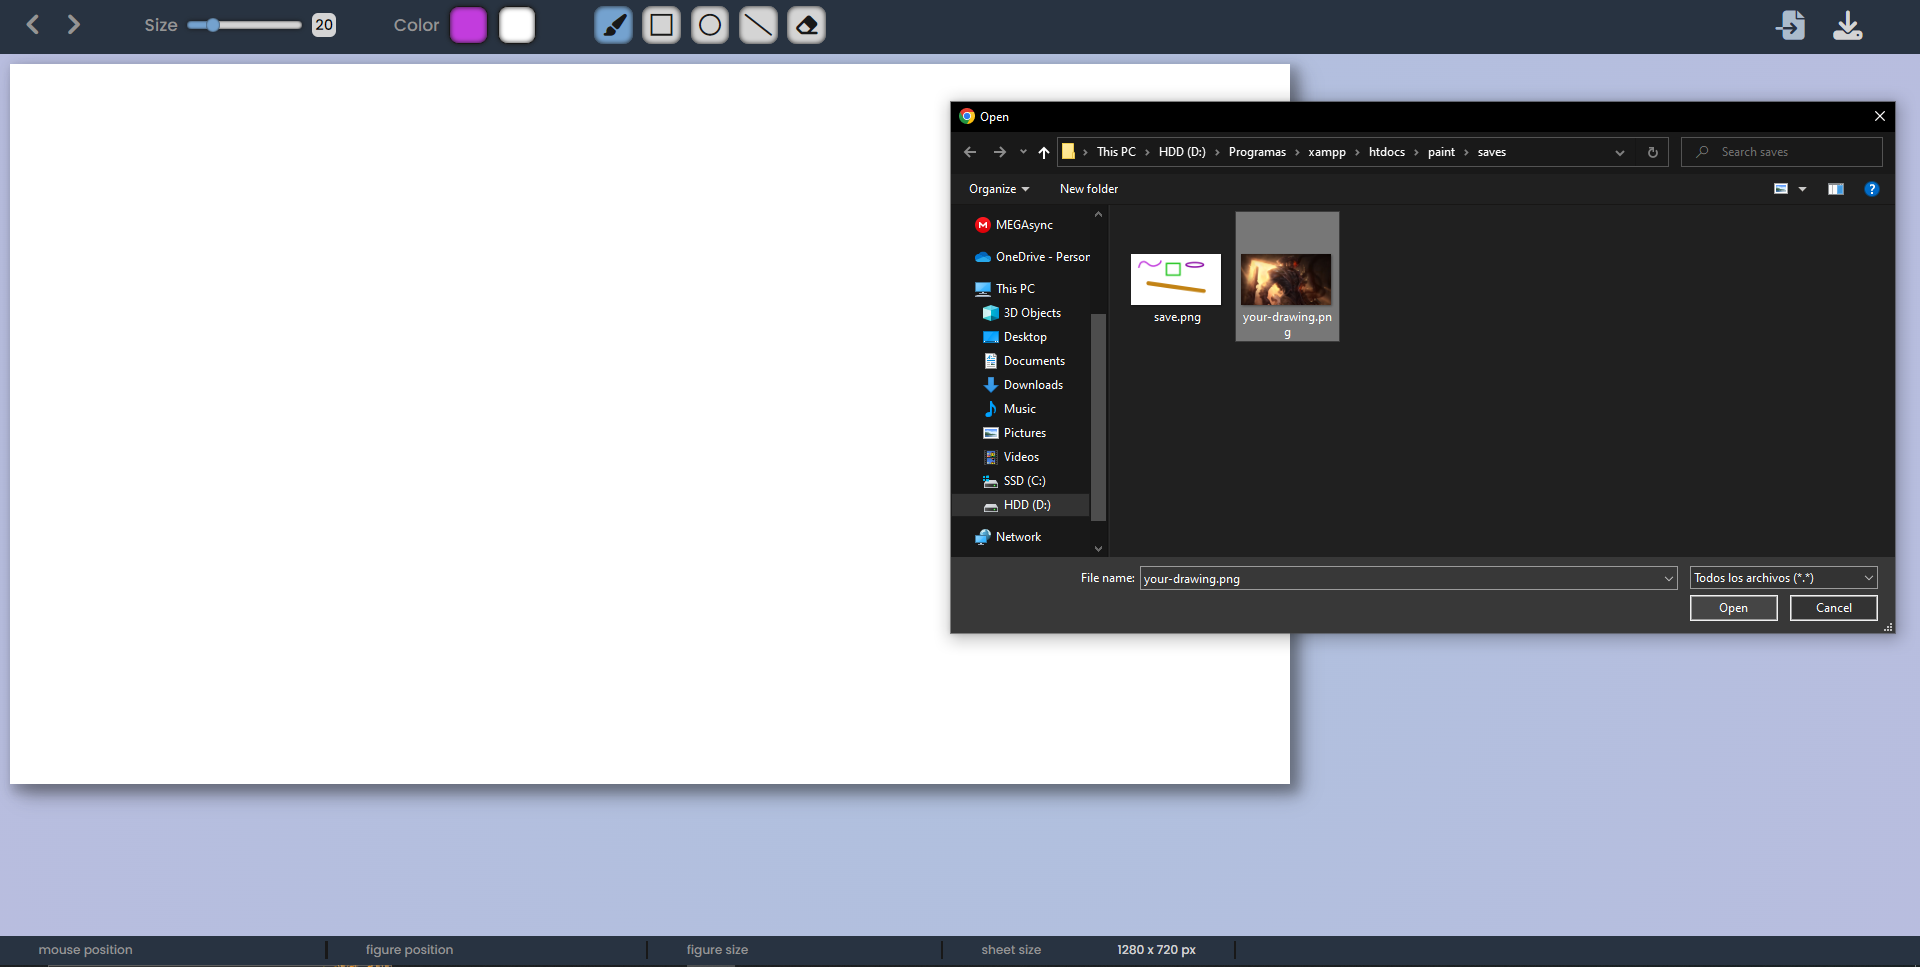 Size 20 Color
Open
This PC HDD (D:) Programas xampp htdocs paint saves
Search saves
Organize New folder
MEGAsync
OneDrive - Person
This PC
3D Objects
Desktop
Documents
Downloads
Music
Pictures
Videos
SSD (C:)
HDD (D:)
Network
save.png
your-drawing.pn
g
File name: your-drawing.png Todos los archivos (*.*)
Open Cancel
mouse position figure position figure size sheet size 1280 x 720 px